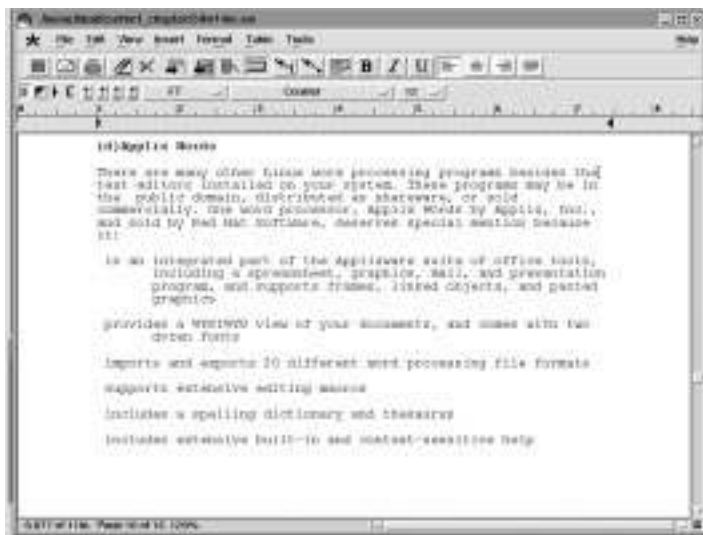 File Edit View Insert Format Table Tools Help
Courier
(d)Applix Words
There are many other Linux word processing programs besides the
text editors installed on your system. These programs may be in
the public domain, distributed as shareware, or sold
commercially. One word processor, Applix Words by Applix, Inc.,
and sold by Red Hat Software, deserves special mention because
it:
is an integrated part of the Applixware suite of office tools,
including a spreadsheet, graphics, mail, and presentation
program, and supports frames, linked objects, and pasted
graphics
provides a WYSIWYG view of your documents, and comes with two
dozen fonts
imports and exports 20 different word processing file formats
supports extensive editing macros
includes a spelling dictionary and thesaurus
includes extensive built-in and context-sensitive help